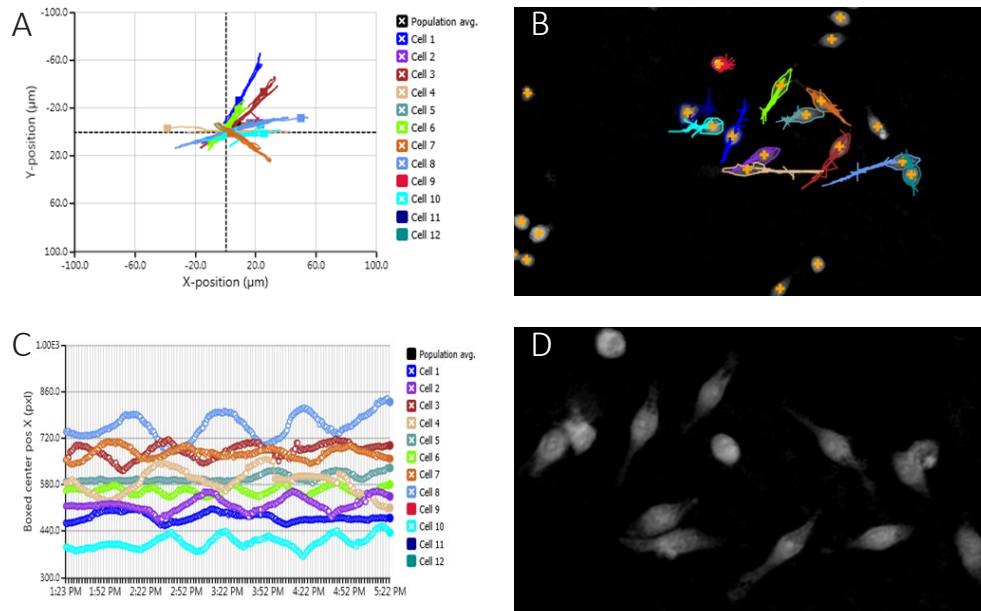 A
-100.0
-60.0
-20.0
20.0
60.0
100.0
Y-position (µm)
-100.0 -60.0 -20.0 20.0 60.0 100.0
X-position (µm)
Population avg.
Cell 1
Cell 2
Cell 3
Cell 4
Cell 5
Cell 6
Cell 7
Cell 8
Cell 9
Cell 10
Cell 11
Cell 12
B
C
1.00E3
860.0
720.0
580.0
440.0
300.0
Boxed center pos X (pxl)
1:23 PM 1:52 PM 2:22 PM 2:52 PM 3:22 PM 3:52 PM 4:22 PM 4:52 PM 5:22 PM
Population avg.
Cell 1
Cell 2
Cell 3
Cell 4
Cell 5
Cell 6
Cell 7
Cell 8
Cell 9
Cell 10
Cell 11
Cell 12
D